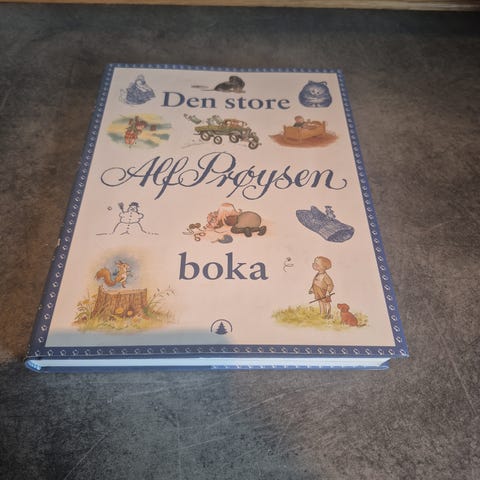 Den store
Alf Prøysen
boka